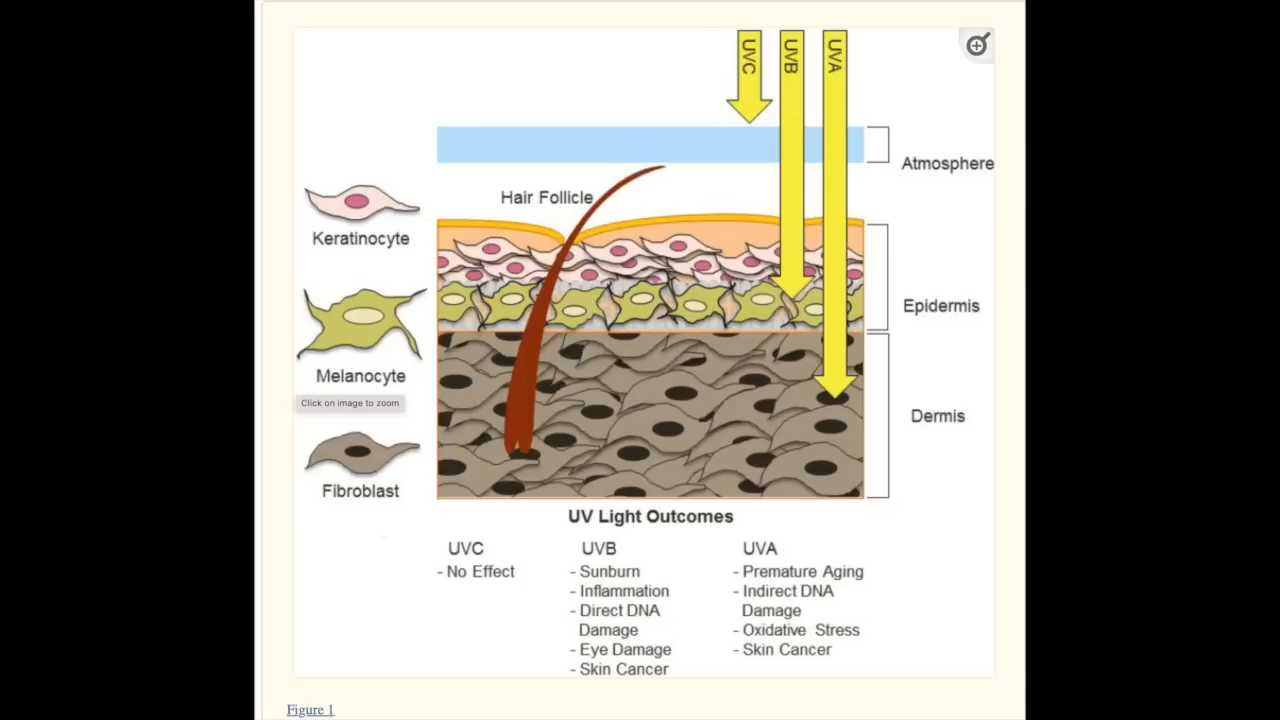 UVC
UVB
UVA
Atmosphere
Hair Follicle
Keratinocyte
Epidermis
Melanocyte
Click on image to zoom
Dermis
Fibroblast
UV Light Outcomes
UVC
- No Effect
UVB
- Sunburn
- Inflammation
- Direct DNA
Damage
- Eye Damage
- Skin Cancer
UVA
- Premature Aging
- Indirect DNA
Damage
- Oxidative Stress
- Skin Cancer
Figure 1